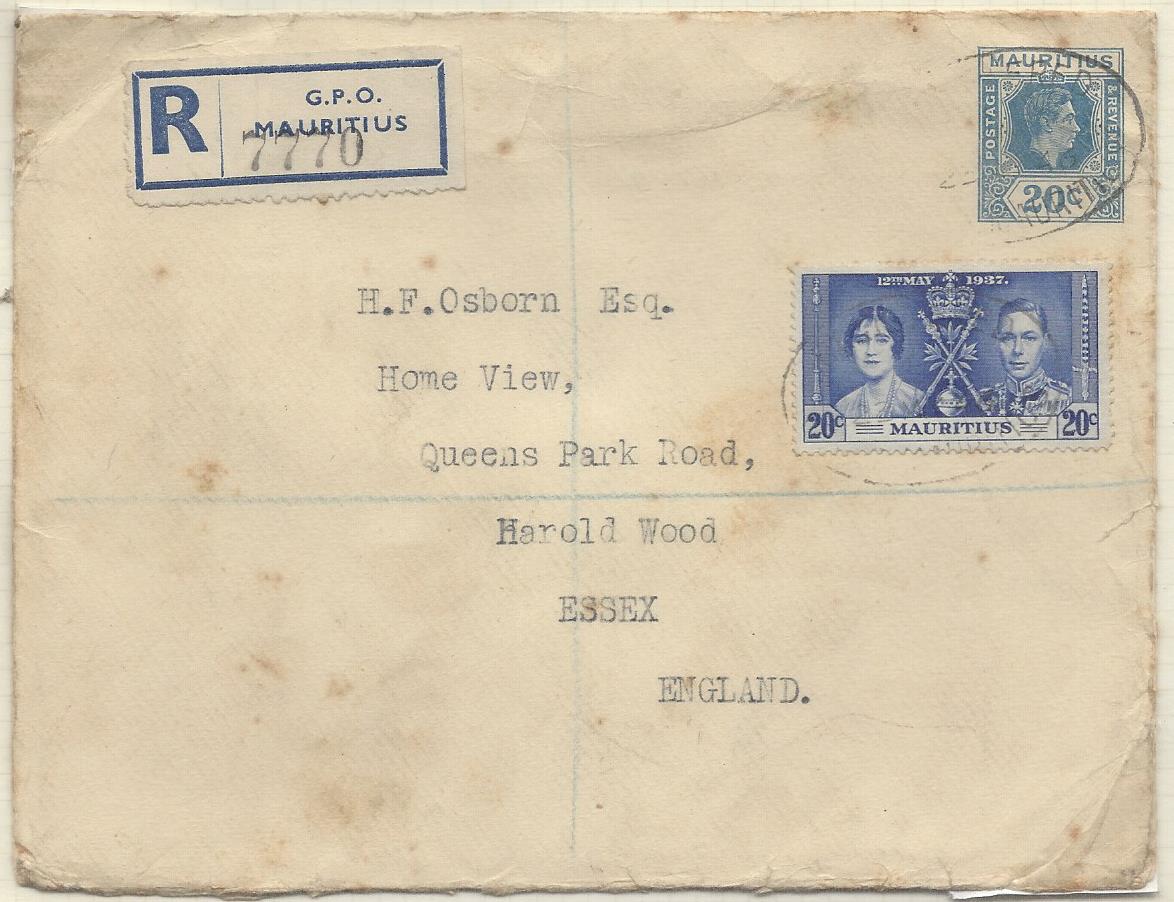 R
G.P.O.
MAURITIUS
7770
MAURITIUS
POSTAGE
& REVENUE
20c
12TH MAY 1937.
20c MAURITIUS 20c
H.F.Osborn Esq.
Home View,
Queens Park Road,
Harold Wood
ESSEX
ENGLAND.